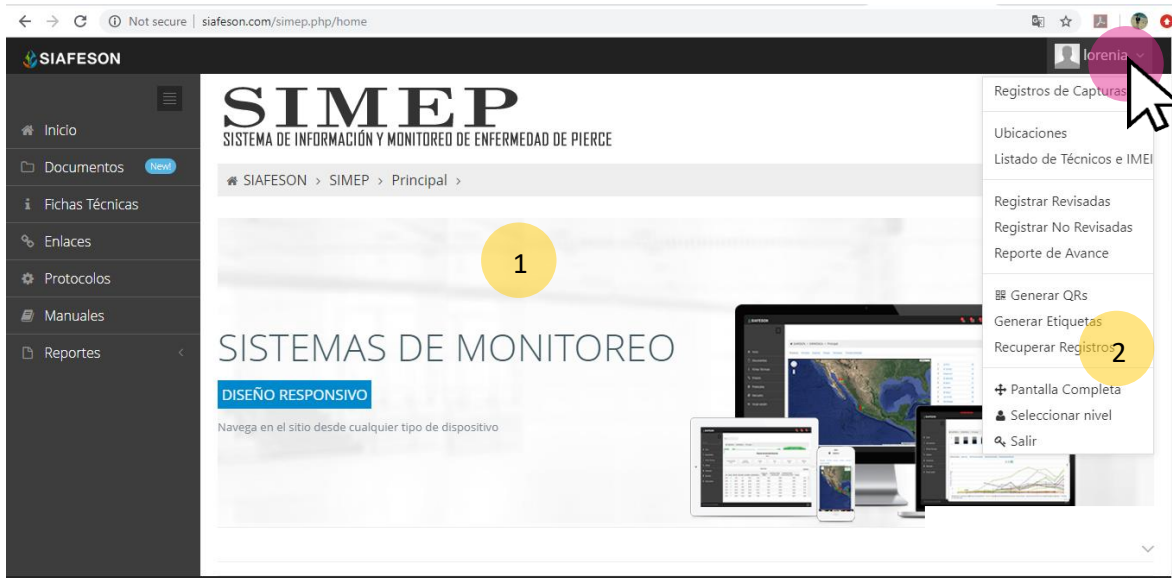 Not secure | siafeson.com/simep.php/home
SIAFESON
lorenia
Inicio
Documentos New!
Fichas Técnicas
Enlaces
Protocolos
Manuales
Reportes
SIMEP
SISTEMA DE INFORMACIÓN Y MONITOREO DE ENFERMEDAD DE PIERCE
SIAFESON > SIMEP > Principal >
1
SISTEMAS DE MONITOREO
DISEÑO RESPONSIVO
Navega en el sitio desde cualquier tipo de dispositivo
Registros de Capturas
Ubicaciones
Listado de Técnicos e IMEI
Registrar Revisadas
Registrar No Revisadas
Reporte de Avance
Generar QRs
Generar Etiquetas
Recuperar Registros
2
Pantalla Completa
Seleccionar nivel
Salir